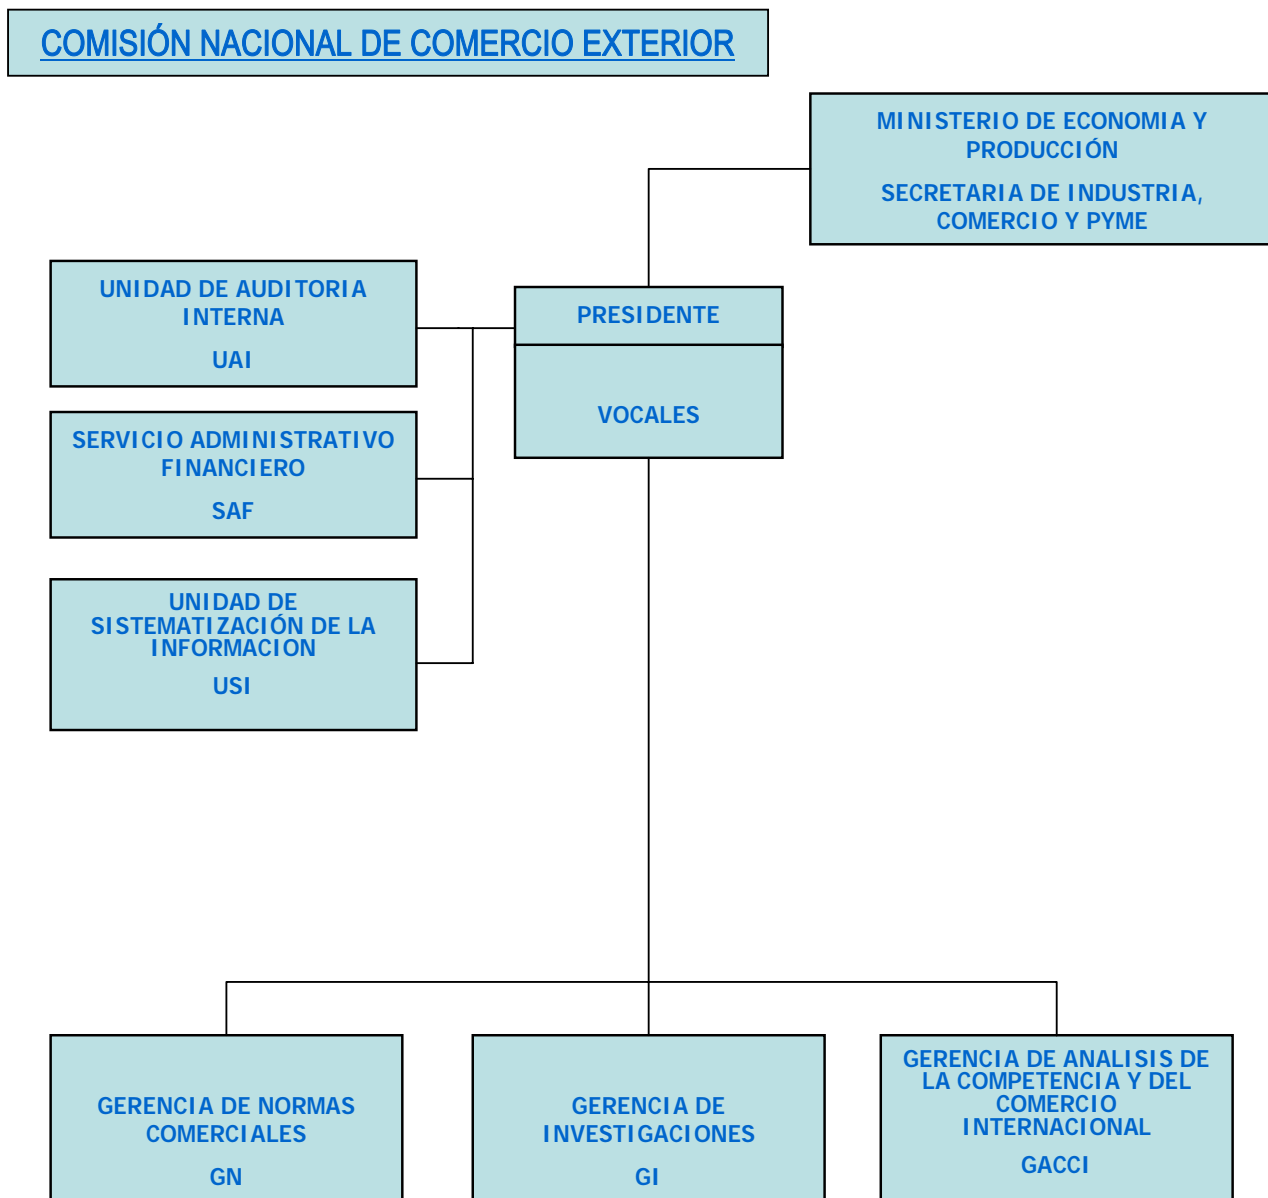 COMISIÓN NACIONAL DE COMERCIO EXTERIOR
MINISTERIO DE ECONOMIA Y
PRODUCCIÓN
SECRETARIA DE INDUSTRIA,
COMERCIO Y PYME
UNIDAD DE AUDITORIA
INTERNA
UAI
PRESIDENTE
VOCALES
SERVICIO ADMINISTRATIVO
FINANCIERO
SAF
UNIDAD DE
SISTEMATIZACIÓN DE LA
INFORMACION
USI
GERENCIA DE NORMAS
COMERCIALES
GN
GERENCIA DE
INVESTIGACIONES
GI
GERENCIA DE ANALISIS DE
LA COMPETENCIA Y DEL
COMERCIO
INTERNACIONAL
GACCI